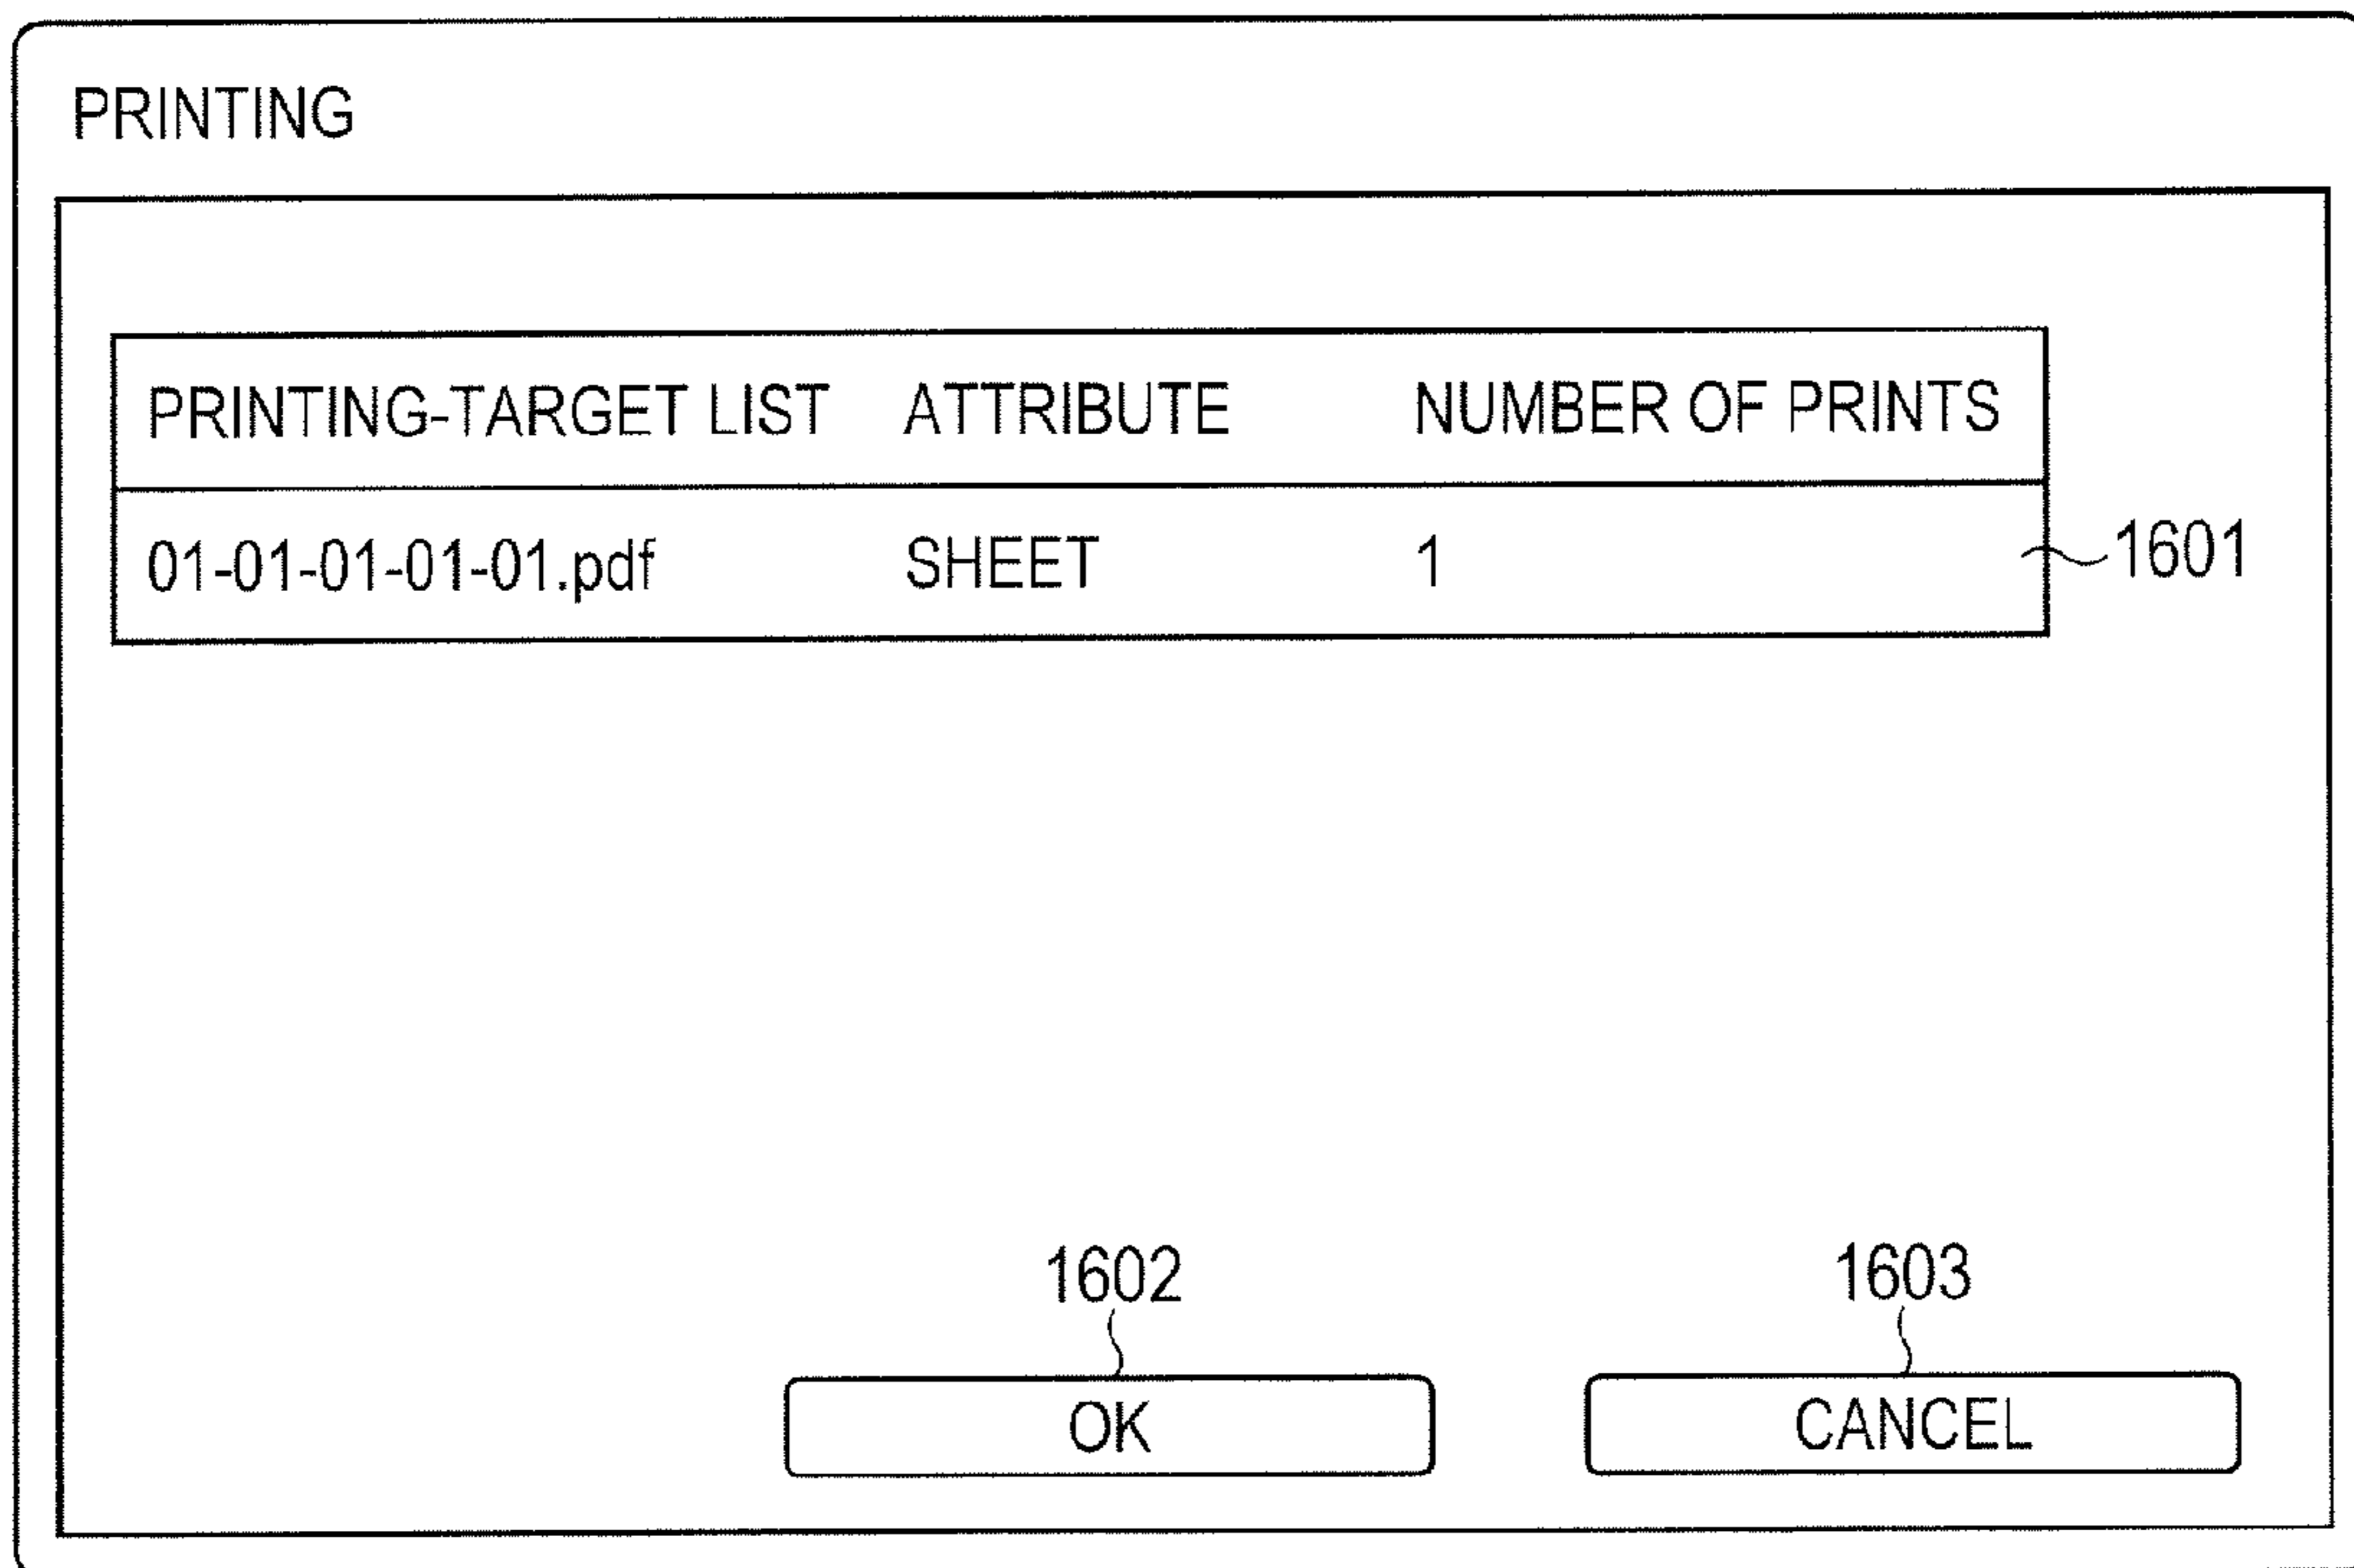 PRINTING
PRINTING-TARGET LIST ATTRIBUTE NUMBER OF PRINTS
01-01-01-01-01.pdf SHEET 1 1601
1602 1603
OK CANCEL